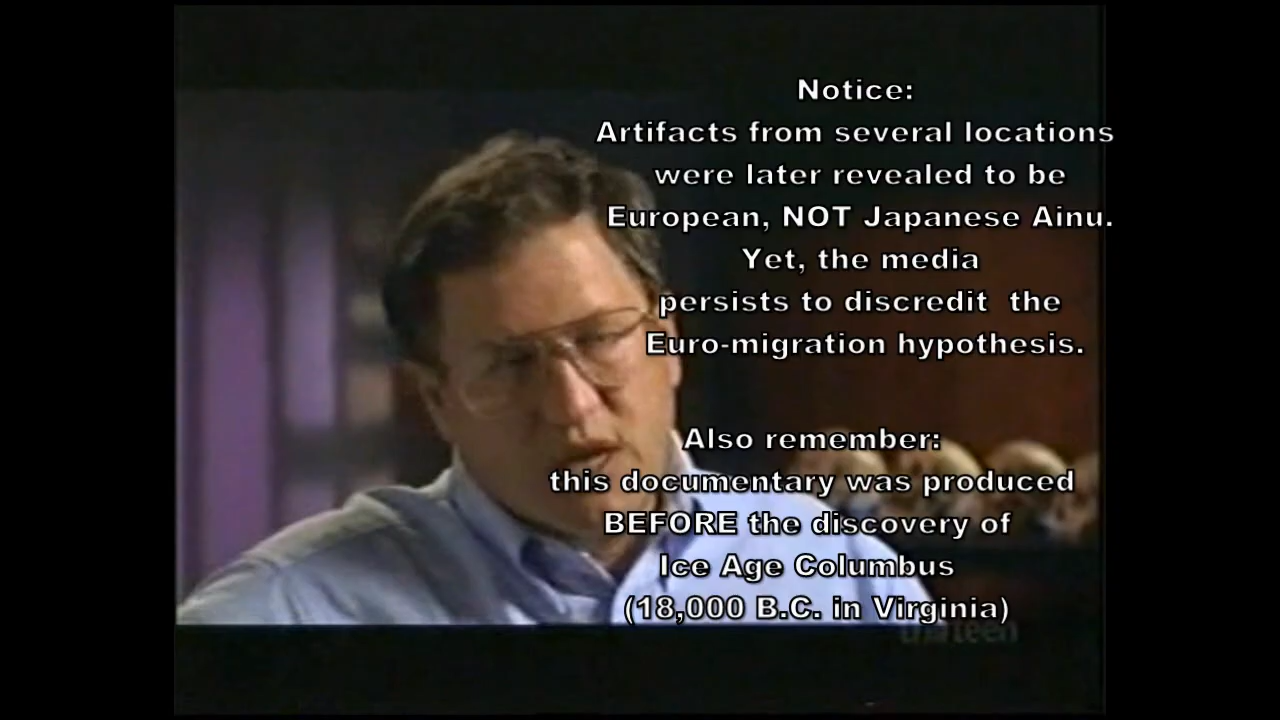 Notice:
Artifacts from several locations
were later revealed to be
European, NOT Japanese Ainu.
Yet, the media
persists to discredit the
Euro-migration hypothesis.
Also remember:
this documentary was produced
BEFORE the discovery of
Ice Age Columbus
(18,000 B.C. in Virginia)
thirteen